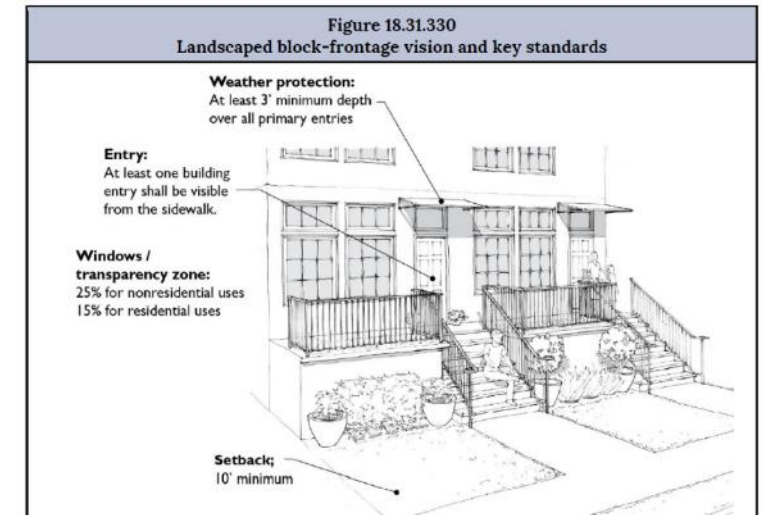 Figure 18.31.330
Landscaped block-frontage vision and key standards
Weather protection:
At least 3' minimum depth
over all primary entries
Entry:
At least one building
entry shall be visible
from the sidewalk.
Windows /
transparency zone:
25% for nonresidential uses
15% for residential uses
Setback;
10' minimum